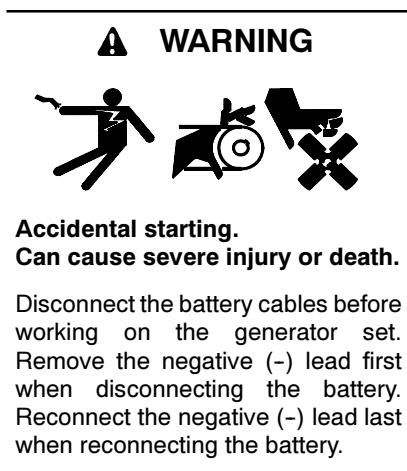 WARNING
Accidental starting.
Can cause severe injury or death.
Disconnect the battery cables before
working on the generator set.
Remove the negative (–) lead first
when disconnecting the battery.
Reconnect the negative (–) lead last
when reconnecting the battery.